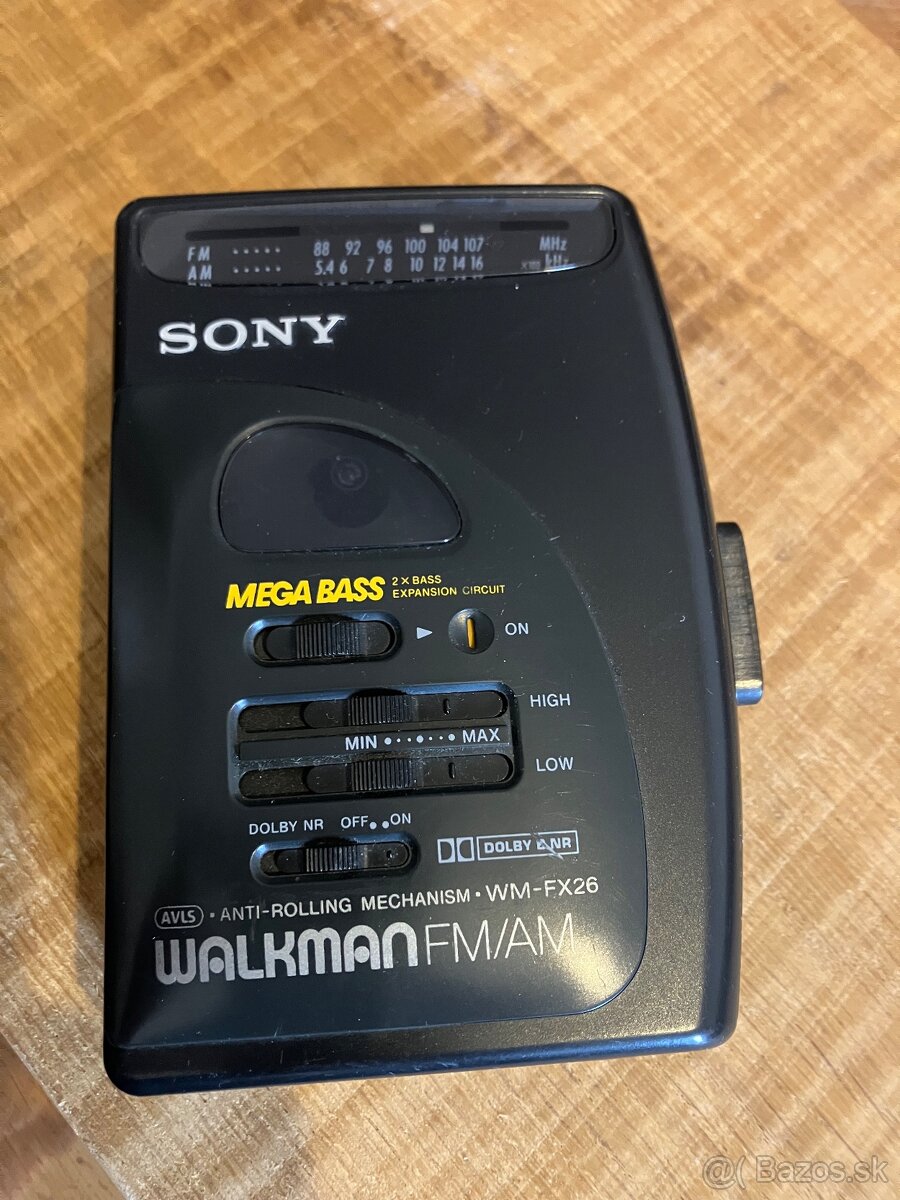 FM ····· 88 92 96 100 104 107 MHz
AM ····· 5.4 6 7 8 10 12 14 16 kHz
SONY
MEGA BASS 2 × BASS
EXPANSION CIRCUIT
ON
HIGH
MIN MAX
LOW
DOLBY NR OFF ON
DOLBY NR
AVLS · ANTI-ROLLING MECHANISM · WM-FX26
WALKMAN FM/AM
@( Bazos.sk